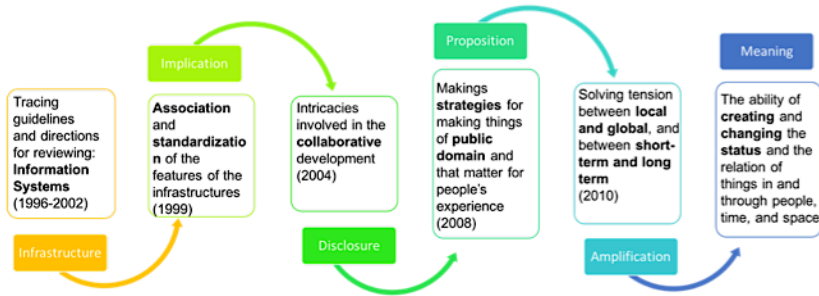 Infrastructure
Tracing
guidelines
and directions
for reviewing:
Information
Systems
(1996-2002)
Implication
Association
and
standardizatio
n of the
features of the
infrastructures
(1999)
Intricacies
involved in the
collaborative
development
(2004)
Disclosure
Proposition
Makings
strategies for
making things
of public
domain and
that matter for
people's
experience
(2008)
Solving tension
between local
and global, and
between short-
term and long
term
(2010)
Amplification
Meaning
The ability of
creating and
changing the
status and the
relation of
things in and
through people,
time, and space